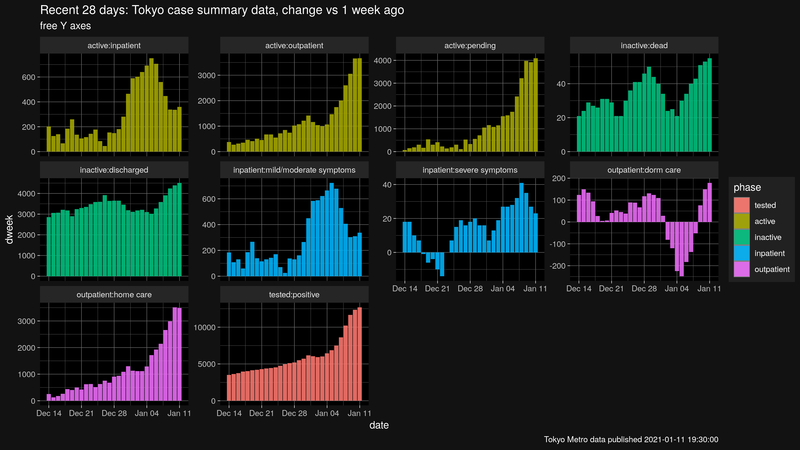 Recent 28 days: Tokyo case summary data, change vs 1 week ago
free Y axes
active:inpatient
active:outpatient
active:pending
inactive:dead
600
400
200
0
3000
2000
1000
0
4000
3000
2000
1000
0
40
20
0
inactive:discharged
inpatient:mild/moderate symptoms
inpatient:severe symptoms
outpatient:dorm care
4000
3000
2000
1000
0
600
400
200
0
40
20
0
200
100
0
-100
-200
Dec 14 Dec 21 Dec 28 Jan 04 Jan 11
Dec 14 Dec 21 Dec 28 Jan 04 Jan 11
outpatient:home care
tested:positive
3000
2000
1000
0
10000
5000
0
Dec 14 Dec 21 Dec 28 Jan 04 Jan 11
Dec 14 Dec 21 Dec 28 Jan 04 Jan 11
dweek
date
phase
tested
active
inactive
inpatient
outpatient
Tokyo Metro data published 2021-01-11 19:30:00